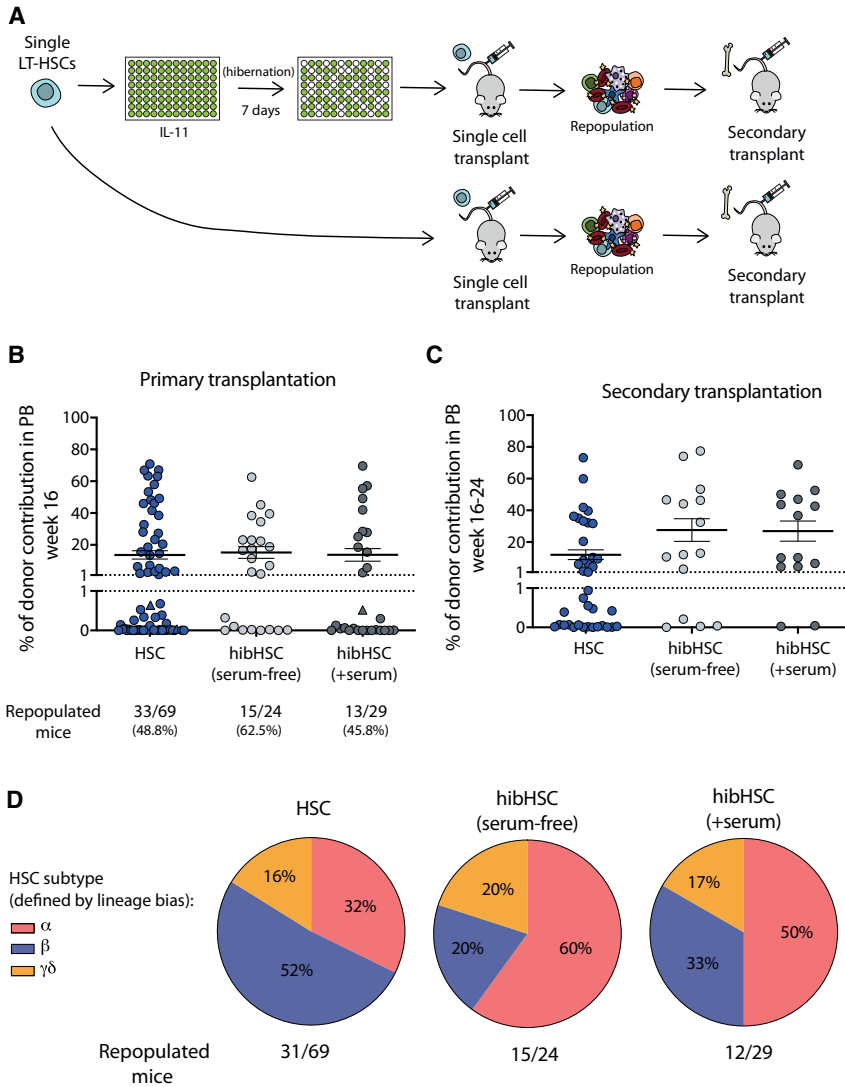 A
Single
LT-HSCs
(hibernation)
7 days
IL-11
Single cell
transplant
Repopulation
Secondary
transplant
Single cell
transplant
Repopulation
Secondary
transplant
B
Primary transplantation
% of donor contribution in PB
week 16
100
80
60
40
20
1
1
0
HSC
hibHSC
(serum-free)
hibHSC
(+serum)
Repopulated
mice
33/69
(48.8%)
15/24
(62.5%)
13/29
(45.8%)
C
Secondary transplantation
% of donor contribution in PB
week 16-24
100
80
60
40
20
1
1
0
HSC
hibHSC
(serum-free)
hibHSC
(+serum)
D
HSC subtype
(defined by lineage bias):
α
β
γδ
HSC
16%
32%
52%
hibHSC
(serum-free)
20%
20%
60%
hibHSC
(+serum)
17%
50%
33%
Repopulated
mice
31/69
15/24
12/29